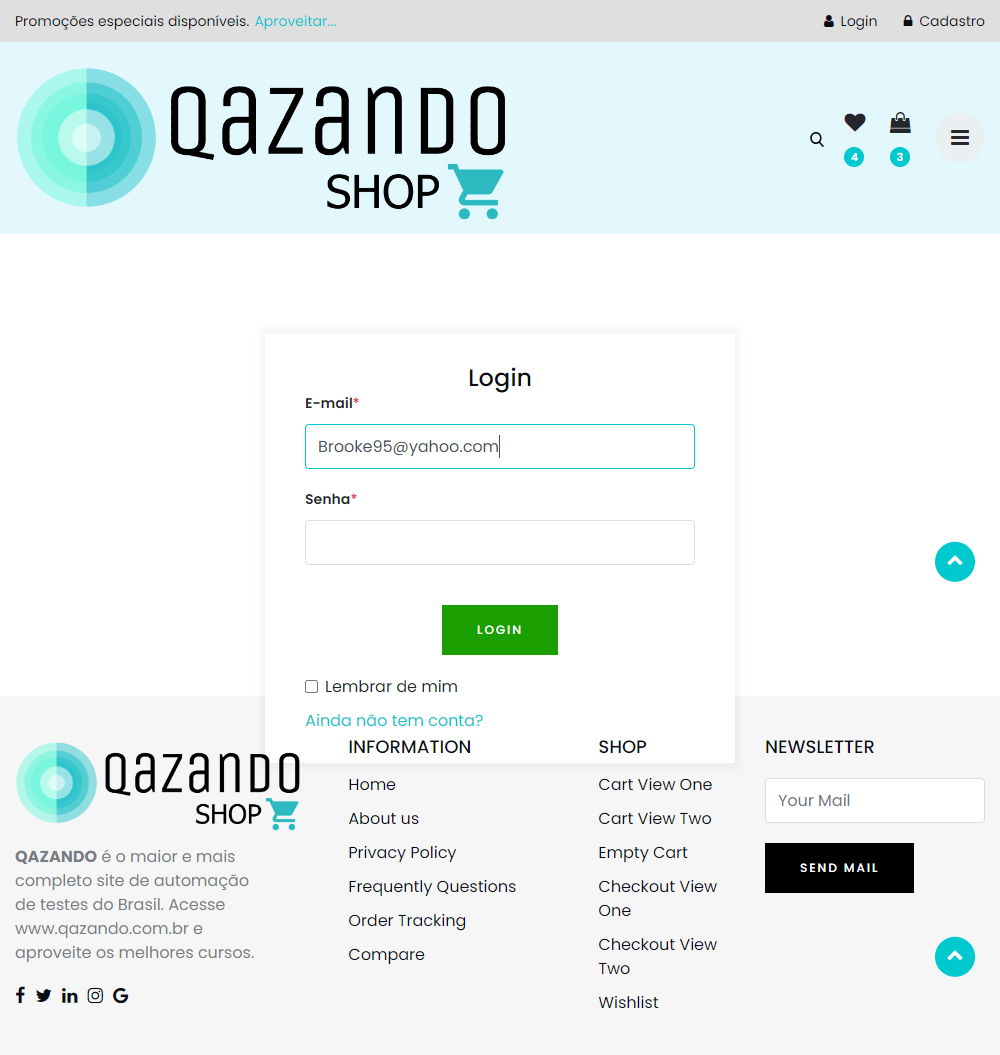 Promoções especiais disponíveis. Aproveitar...
Login
Cadastro
QAZANDO
SHOP
4
3
Login
E-mail*
Brooke95@yahoo.com
Senha*
LOGIN
Lembrar de mim
Ainda não tem conta?
QAZANDO
SHOP
QAZANDO é o maior e mais
completo site de automação
de testes do Brasil. Acesse
www.qazando.com.br e
aproveite os melhores cursos.
INFORMATION
Home
About us
Privacy Policy
Frequently Questions
Order Tracking
Compare
SHOP
Cart View One
Cart View Two
Empty Cart
Checkout View
One
Checkout View
Two
Wishlist
NEWSLETTER
Your Mail
SEND MAIL